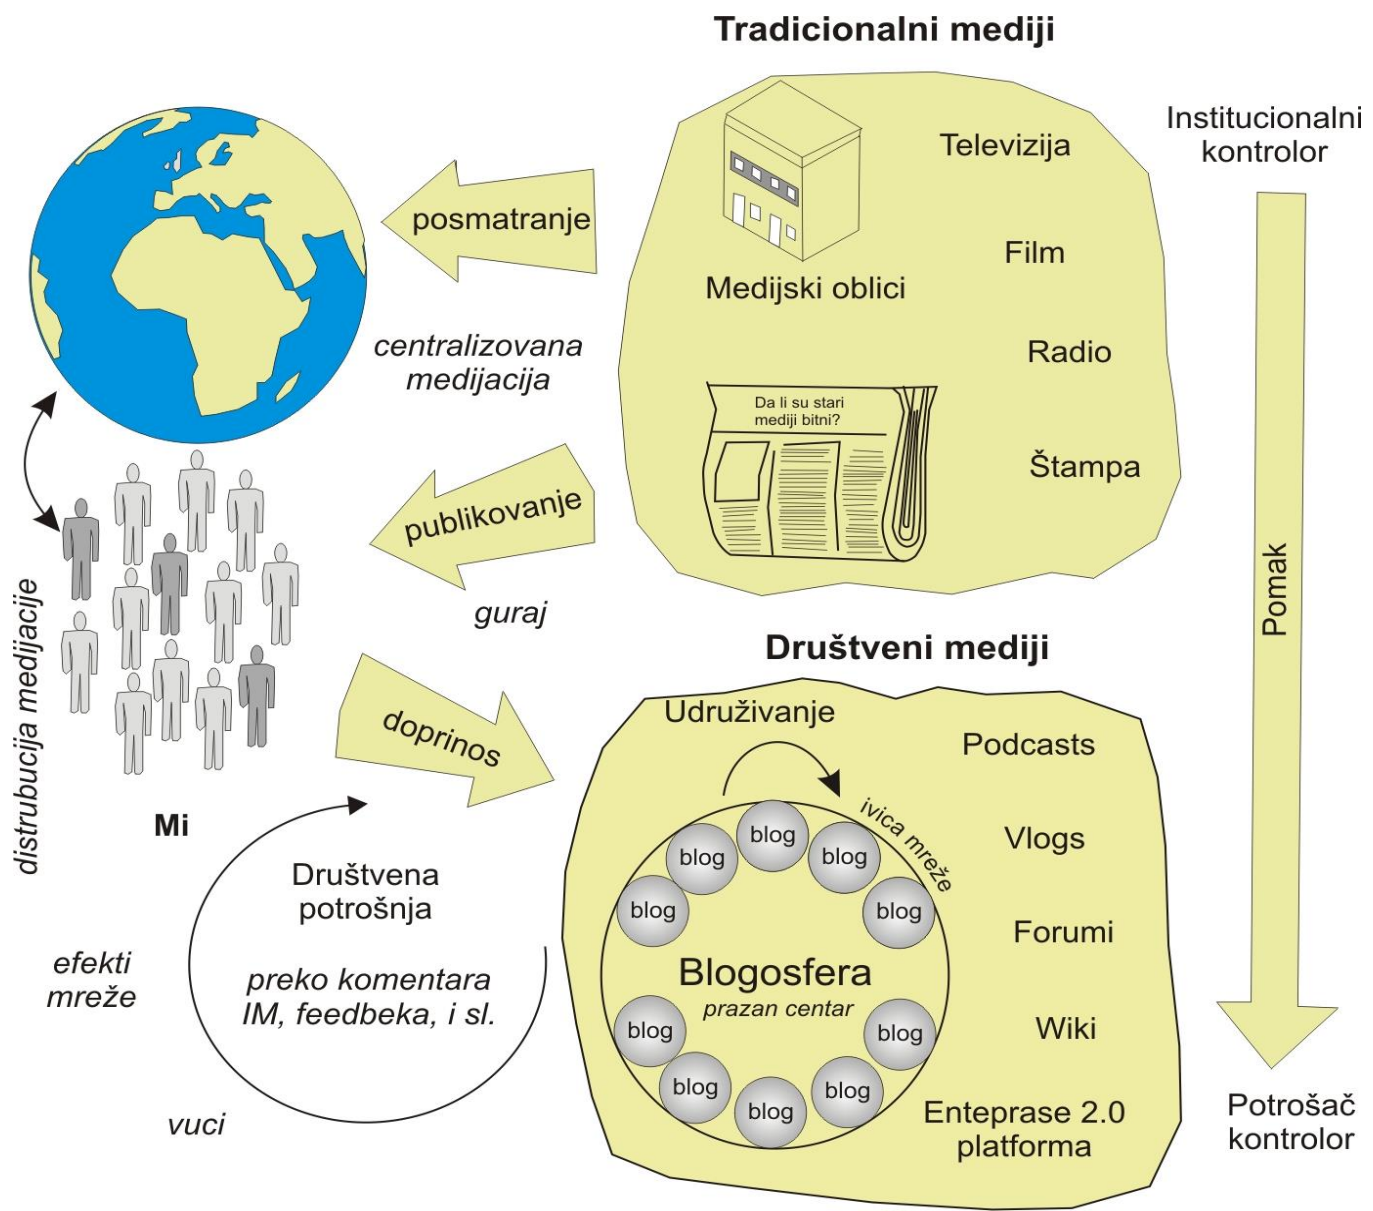 Tradicionalni mediji
Institucionalni
kontrolor
Televizija
posmatranje
Film
Medijski oblici
centralizovana
medijacija
Radio
Da li su stari
mediji bitni?
Štampa
publikovanje
guraj
Pomak
distrubucija medijacije
Društveni mediji
Udruživanje
doprinos
Podcasts
Mi
ivica mreže
Vlogs
blog
blog
blog
blog
blog
Društvena
potrošnja
Forumi
efekti
mreže
preko komentara
IM, feedbeka, i sl.
Blogosfera
prazan centar
Wiki
blog
blog
blog
blog
blog
vuci
Enteprase 2.0
platforma
Potrošač
kontrolor